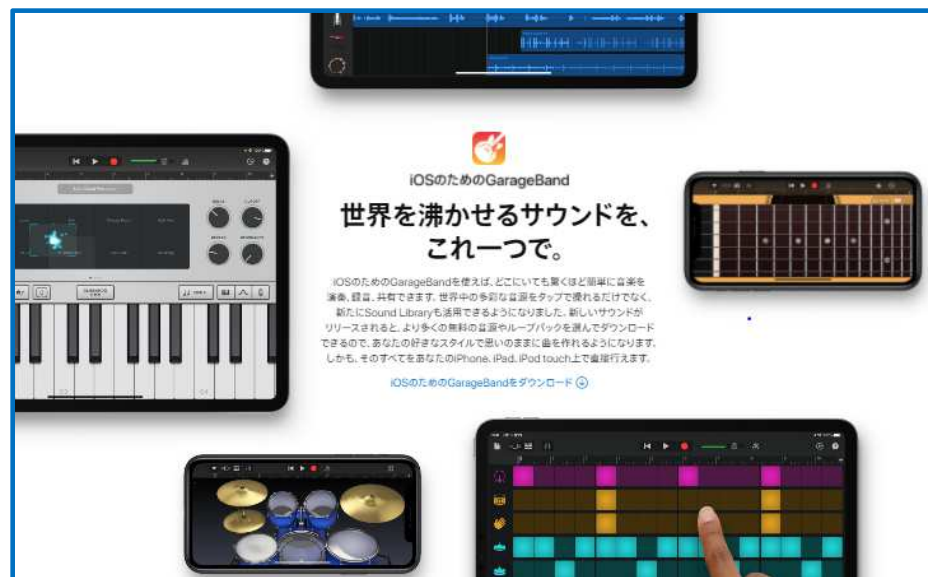 iOSのためのGarageBand
世界を沸かせるサウンドを、
これ一つで。
iOSのためのGarageBandを使えば、どこにいても驚くほど簡単に音楽を
演奏、録音、共有できます。世界中の多彩な音源をタップで操れるだけでなく、
新たにSound Libraryも活用できるようになりました。新しいサウンドが
リリースされると、より多くの無料の音源やループパックを選んでダウンロード
できるので、あなたの好きなスタイルで思いのままに曲を作れるようになります。
しかも、そのすべてをあなたのiPhone、iPad、iPod touch上で直接行えます。
iOSのためのGarageBandをダウンロード